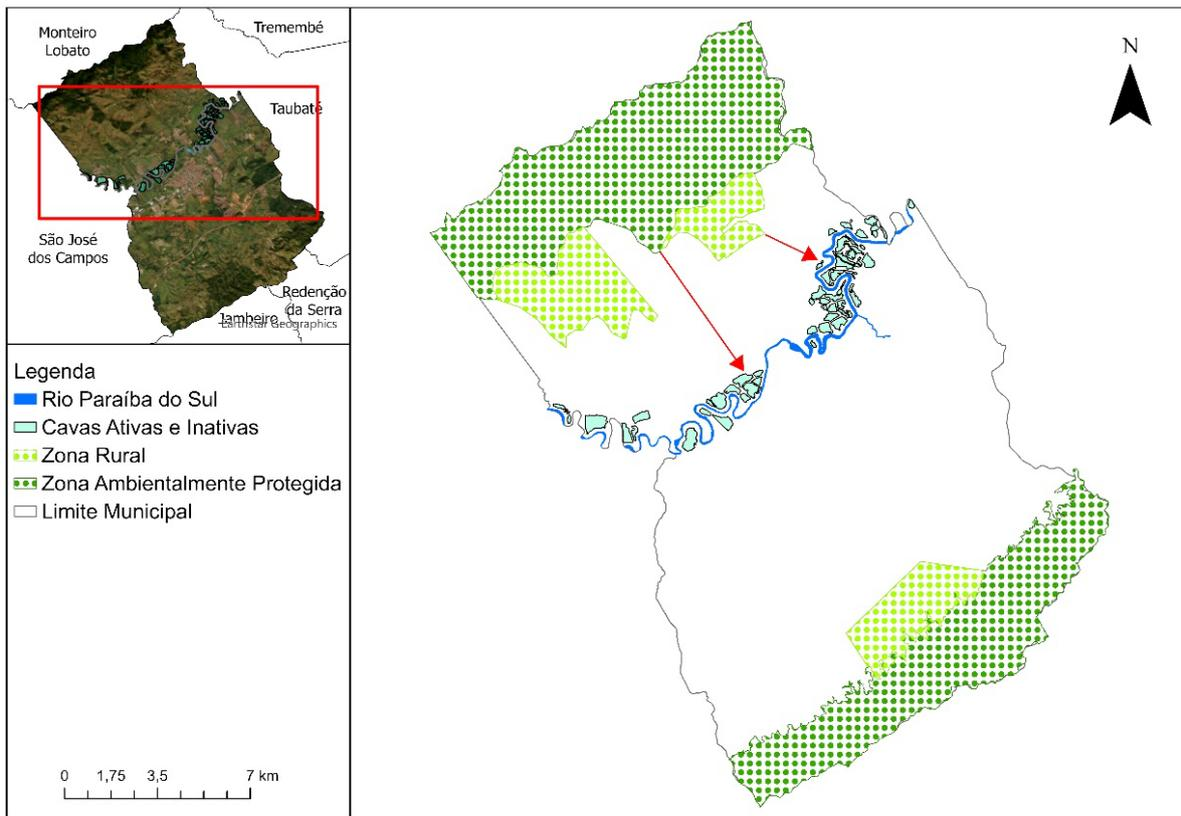 Monteiro
Lobato
Tremembé
Taubaté
São José
dos Campos
Redenção
da Serra
Jambeiro
Earthstar Geographics
N
Legenda
Rio Paraíba do Sul
Cavas Ativas e Inativas
Zona Rural
Zona Ambientalmente Protegida
Limite Municipal
0 1,75 3,5 7 km